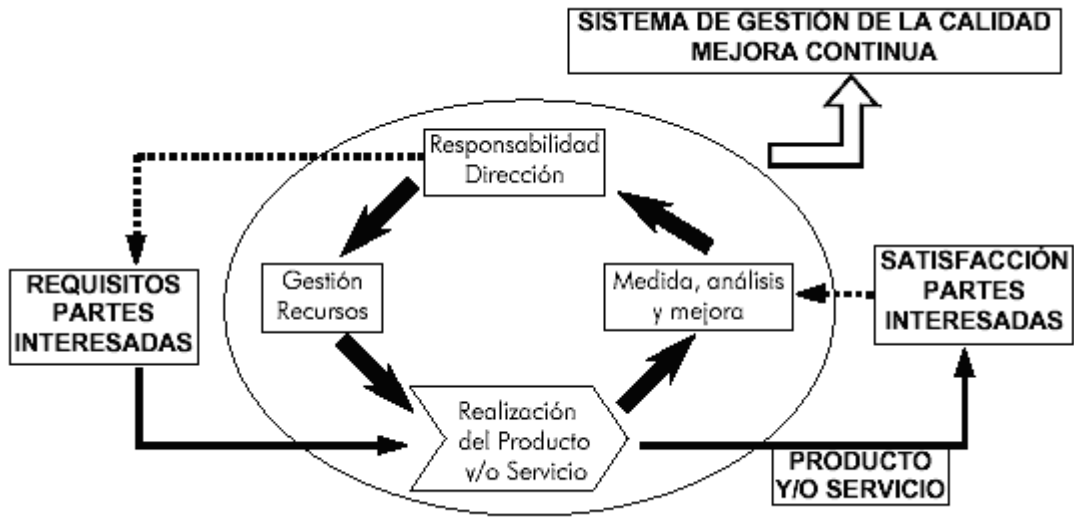 SISTEMA DE GESTIÓN DE LA CALIDAD
MEJORA CONTINUA
Responsabilidad
Dirección
REQUISITOS
PARTES
INTERESADAS
Gestión
Recursos
Medida, análisis
y mejora
SATISFACCIÓN
PARTES
INTERESADAS
Realización
del Producto
y/o Servicio
PRODUCTO
Y/O SERVICIO